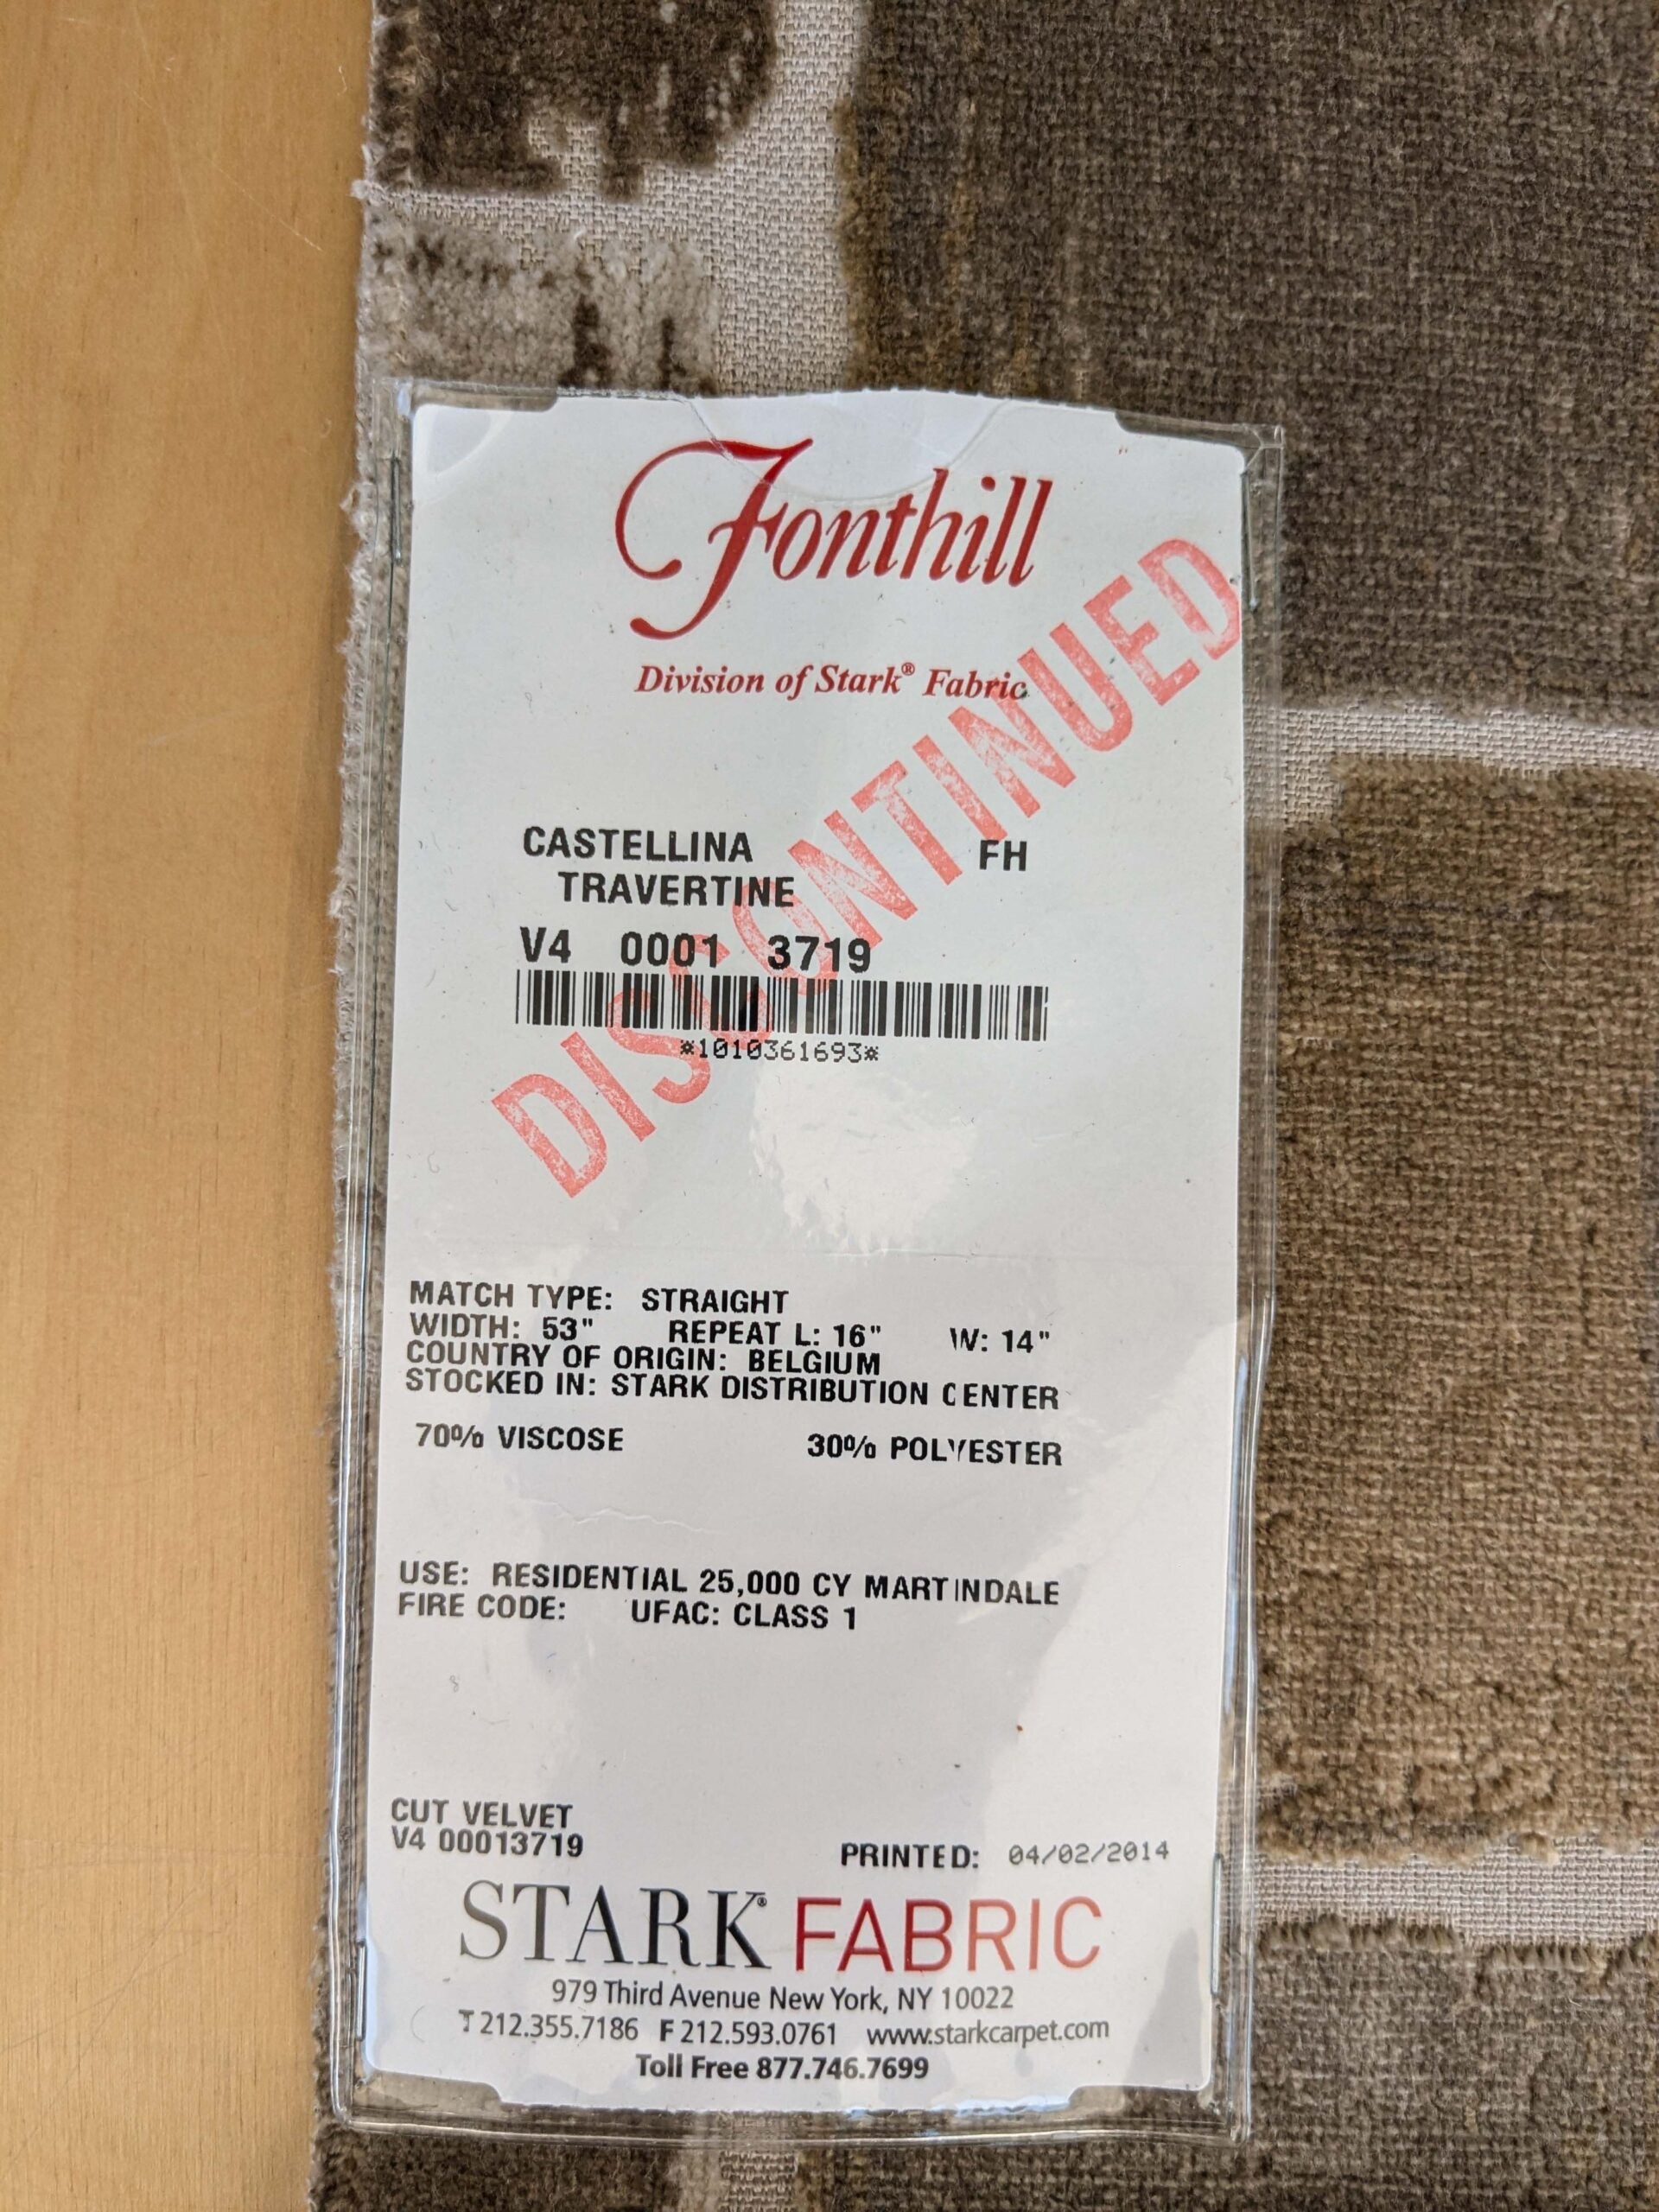 Fonthill
Division of Stark® Fabric
DISCONTINUED
CASTELLINA FH
TRAVERTINE
V4 0001 3719
*1010361693*
MATCH TYPE: STRAIGHT
WIDTH: 53" REPEAT L: 16" W: 14"
COUNTRY OF ORIGIN: BELGIUM
STOCKED IN: STARK DISTRIBUTION CENTER
70% VISCOSE 30% POLYESTER
USE: RESIDENTIAL 25,000 CY MARTINDALE
FIRE CODE: UFAC: CLASS 1
CUT VELVET
V4 00013719
PRINTED: 04/02/2014
STARK® FABRIC
979 Third Avenue New York, NY 10022
T 212.355.7186 F 212.593.0761 www.starkcarpet.com
Toll Free 877.746.7699